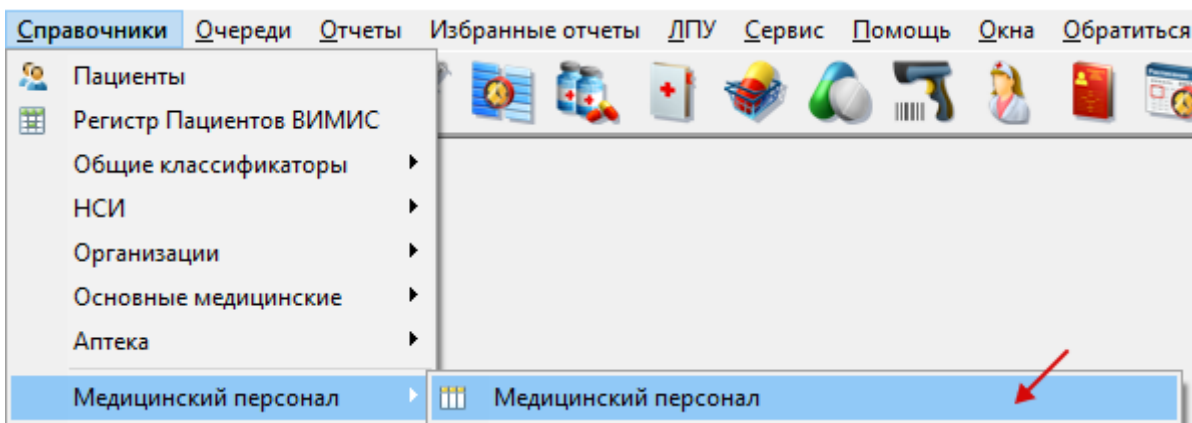 Справочники Очереди Отчеты Избранные отчеты ЛПУ Сервис Помощь Окна Обратиться
Пациенты
Регистр Пациентов ВИМИС
Общие классификаторы
НСИ
Организации
Основные медицинские
Аптека
Медицинский персонал Медицинский персонал